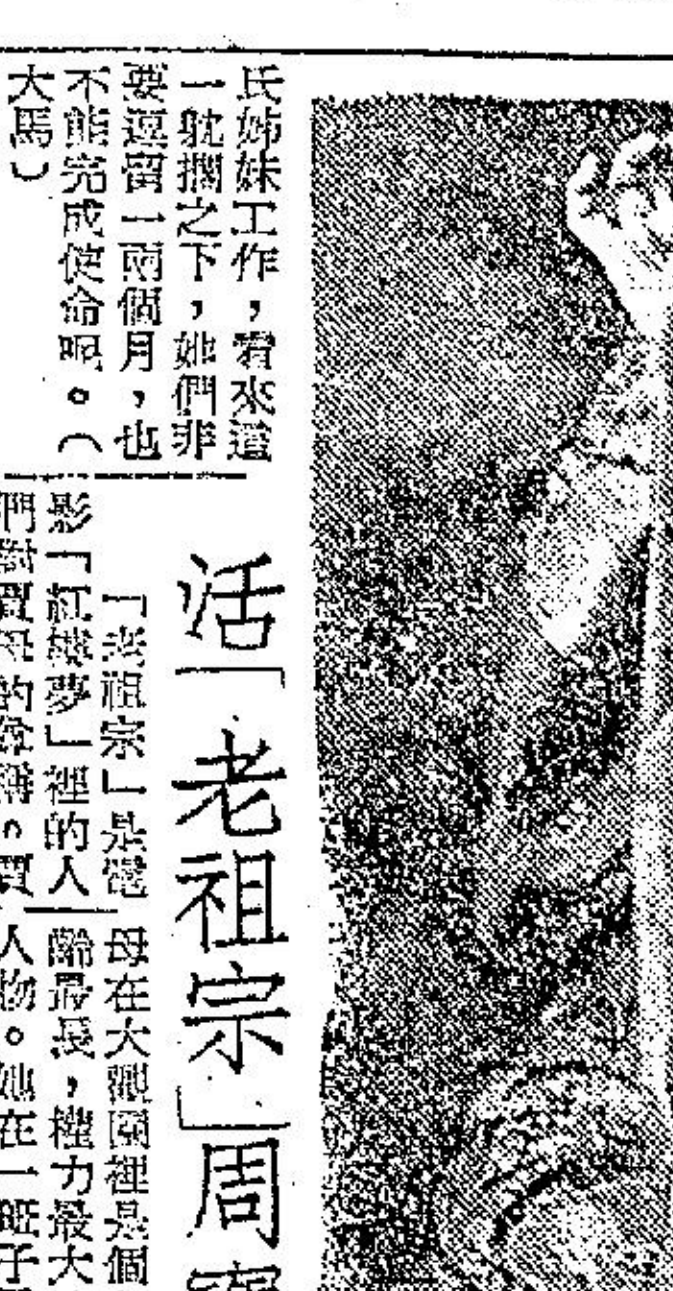 氏姊妹工作，看來這
一躭擱之下，她們非
要逗留一兩個月，也
不能完成使命呢。（
大馬）
活「老祖宗」周
「老祖宗」是電
影「紅樓夢」裡的人
們對賈母的尊稱。賈
母在大觀園裡是個
齡最長，權力最大
人物。她在一班子